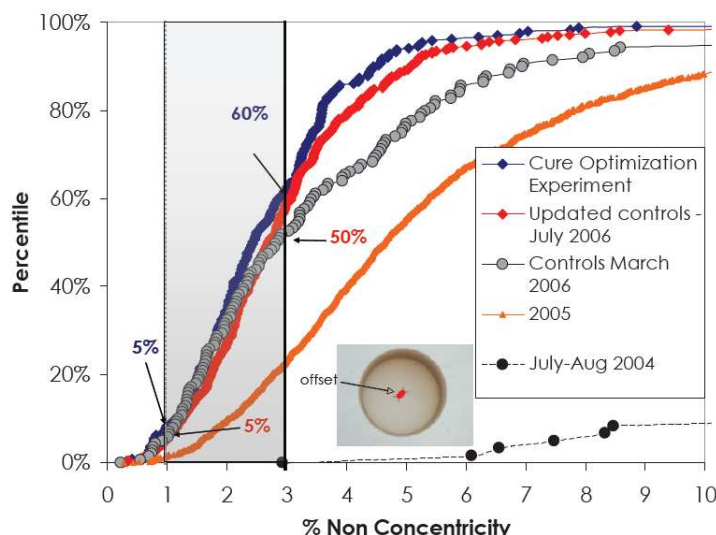 100%
80%
60%
40%
20%
0%
Percentile
60%
50%
5%
5%
offset
Cure Optimization
Experiment
Updated controls -
July 2006
Controls March
2006
2005
July-Aug 2004
0 1 2 3 4 5 6 7 8 9 10
% Non Concentricity